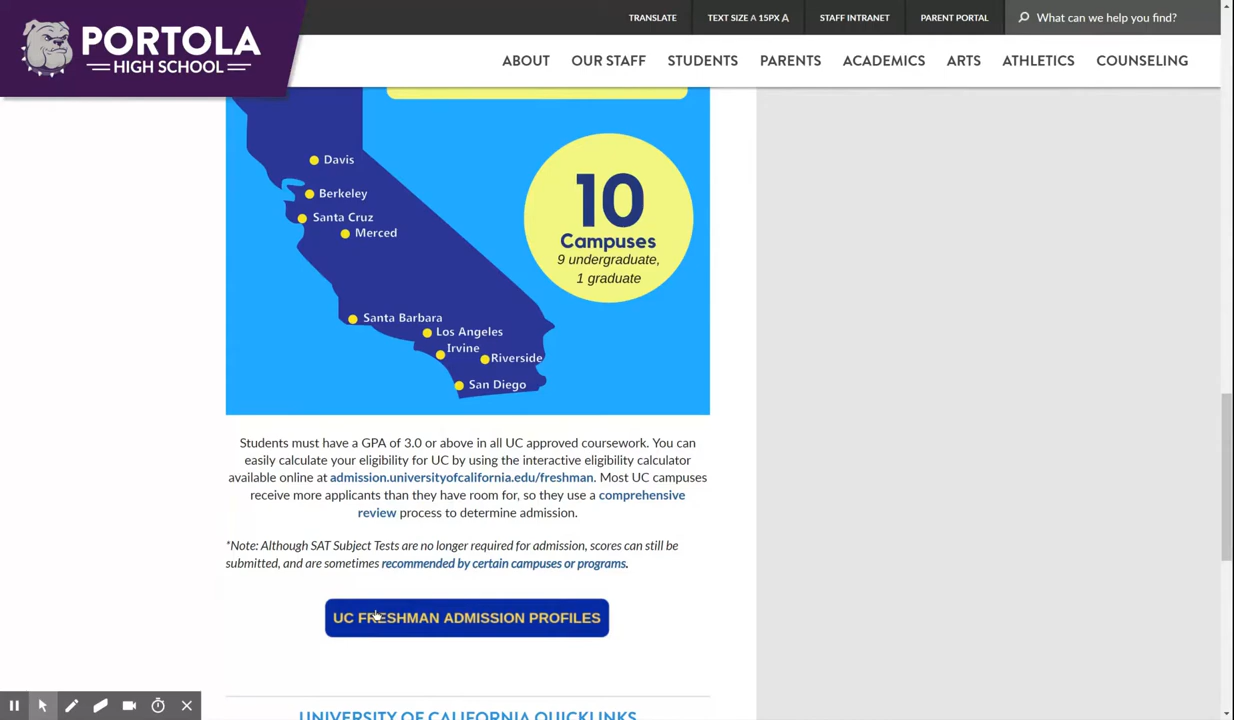 TRANSLATE TEXT SIZE A 15PX A STAFF INTRANET PARENT PORTAL What can we help you find?
PORTOLA
HIGH SCHOOL
ABOUT OUR STAFF STUDENTS PARENTS ACADEMICS ARTS ATHLETICS COUNSELING
Davis
Berkeley
Santa Cruz
Merced
10
Campuses
9 undergraduate,
1 graduate
Santa Barbara
Los Angeles
Irvine
Riverside
San Diego
Students must have a GPA of 3.0 or above in all UC approved coursework. You can
easily calculate your eligibility for UC by using the interactive eligibility calculator
available online at admission.universityofcalifornia.edu/freshman. Most UC campuses
receive more applicants than they have room for, so they use a comprehensive
review process to determine admission.
*Note: Although SAT Subject Tests are no longer required for admission, scores can still be
submitted, and are sometimes recommended by certain campuses or programs.
UC FRESHMAN ADMISSION PROFILES
UNIVERSITY OF CALIFORNIA QUICKLINKS